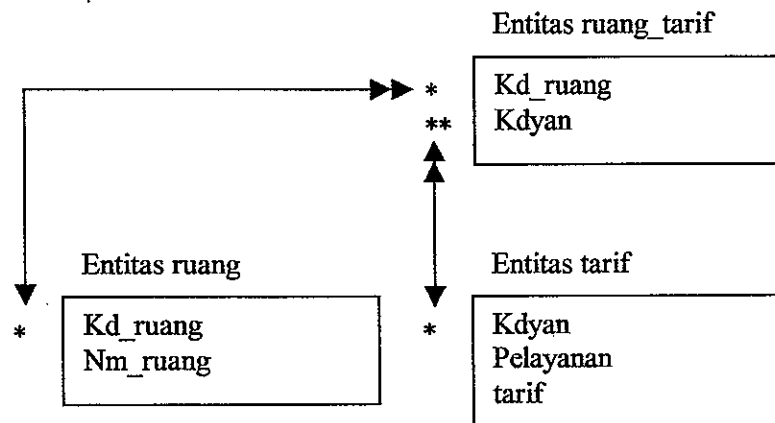 Entitas ruang_tarif
* Kd_ruang
** Kdyan
Entitas ruang
* Kd_ruang
Nm_ruang
Entitas tarif
* Kdyan
Pelayanan
tarif